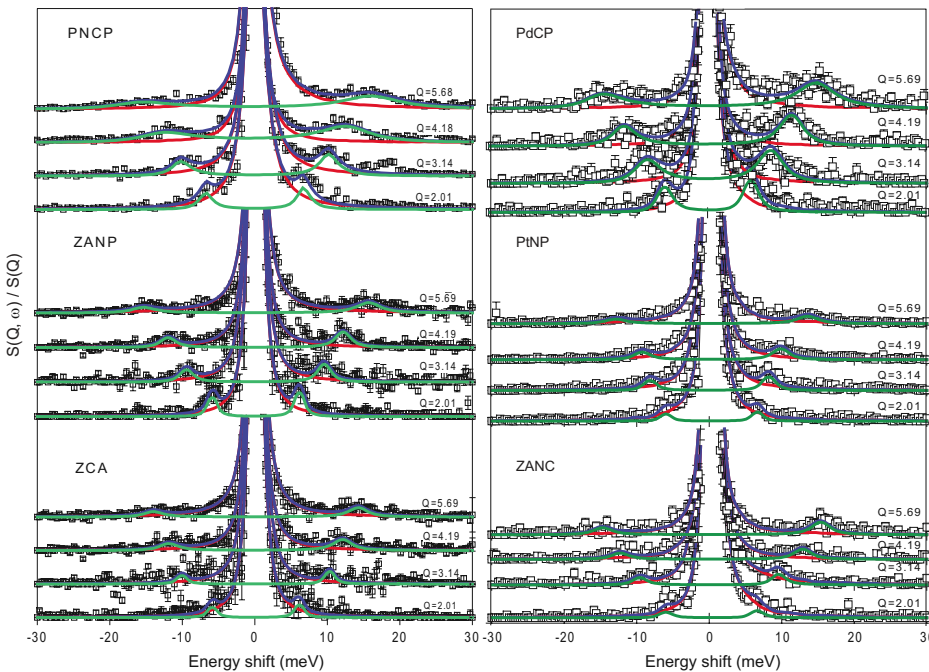 S(Q, ω) / S(Q)
PNCP
Q=5.68
Q=4.18
Q=3.14
Q=2.01
ZANP
Q=5.69
Q=4.19
Q=3.14
Q=2.01
ZCA
Q=5.69
Q=4.19
Q=3.14
Q=2.01
-30 -20 -10 0 10 20 30
Energy shift (meV)
PdCP
Q=5.69
Q=4.19
Q=3.14
Q=2.01
PtNP
Q=5.69
Q=4.19
Q=3.14
Q=2.01
ZANC
Q=5.69
Q=4.19
Q=3.14
Q=2.01
-30 -20 -10 0 10 20 30
Energy shift (meV)